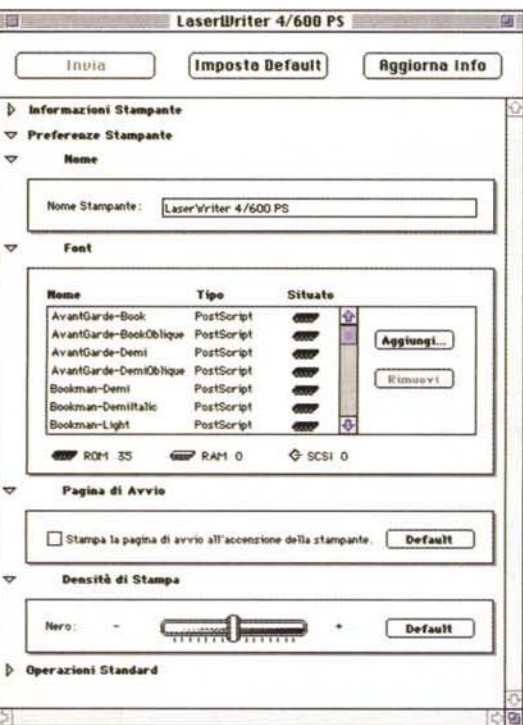 LaserWriter 4/600 PS
Invia Imposta Default Aggiorna Info
Informazioni Stampante
Preferenze Stampante
Nome
Nome Stampante: LaserWriter 4/600 PS
Font
Nome Tipo Situato
AvantGarde-Book PostScript
AvantGarde-BookOblique PostScript
AvantGarde-Demi PostScript
AvantGarde-DemiOblique PostScript
Bookman-Demi PostScript
Bookman-DemiItalic PostScript
Bookman-Light PostScript
Aggiungi...
Rimuovi
ROM 35 RAM 0 SCSI 0
Pagina di Avvio
Stampa la pagina di avvio all'accensione della stampante. Default
Densità di Stampa
Nero: - + Default
Operazioni Standard